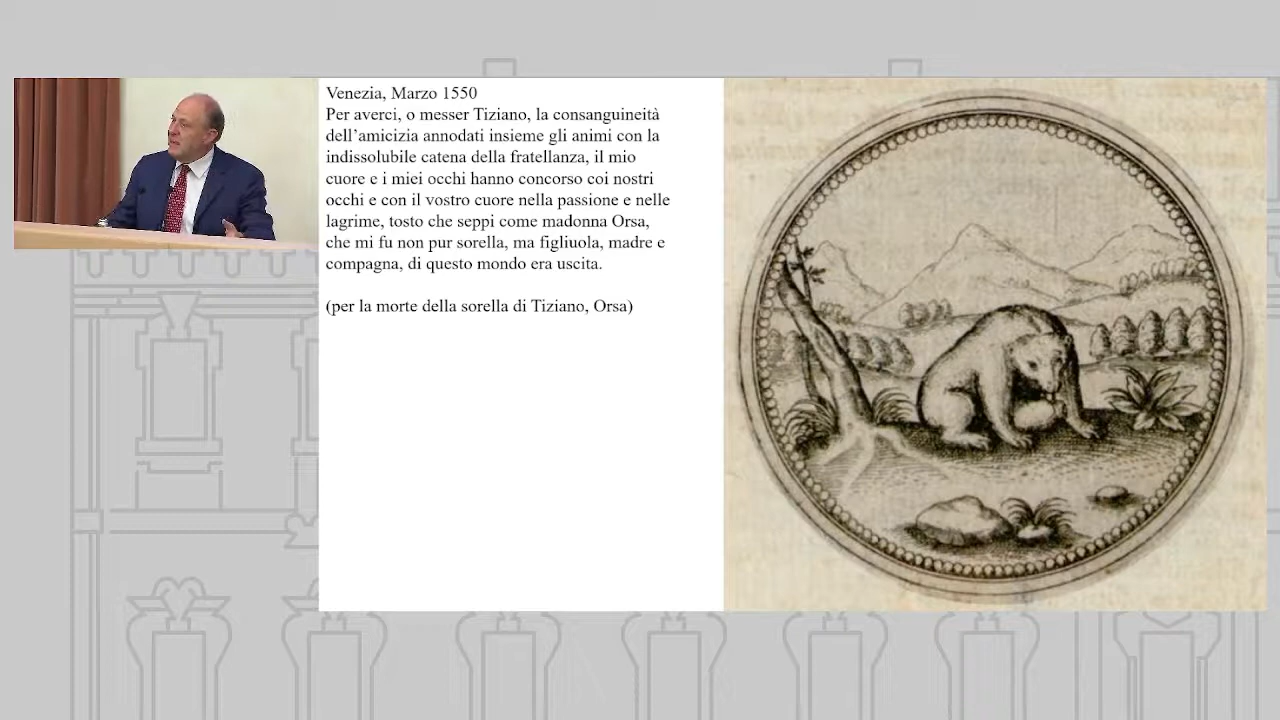 Venezia, Marzo 1550
Per averci, o messer Tiziano, la consanguineità
dell’amicizia annodati insieme gli animi con la
indissolubile catena della fratellanza, il mio
cuore e i miei occhi hanno concorso coi nostri
occhi e con il vostro cuore nella passione e nelle
lagrime, tosto che seppi come madonna Orsa,
che mi fu non pur sorella, ma figliuola, madre e
compagna, di questo mondo era uscita.
(per la morte della sorella di Tiziano, Orsa)